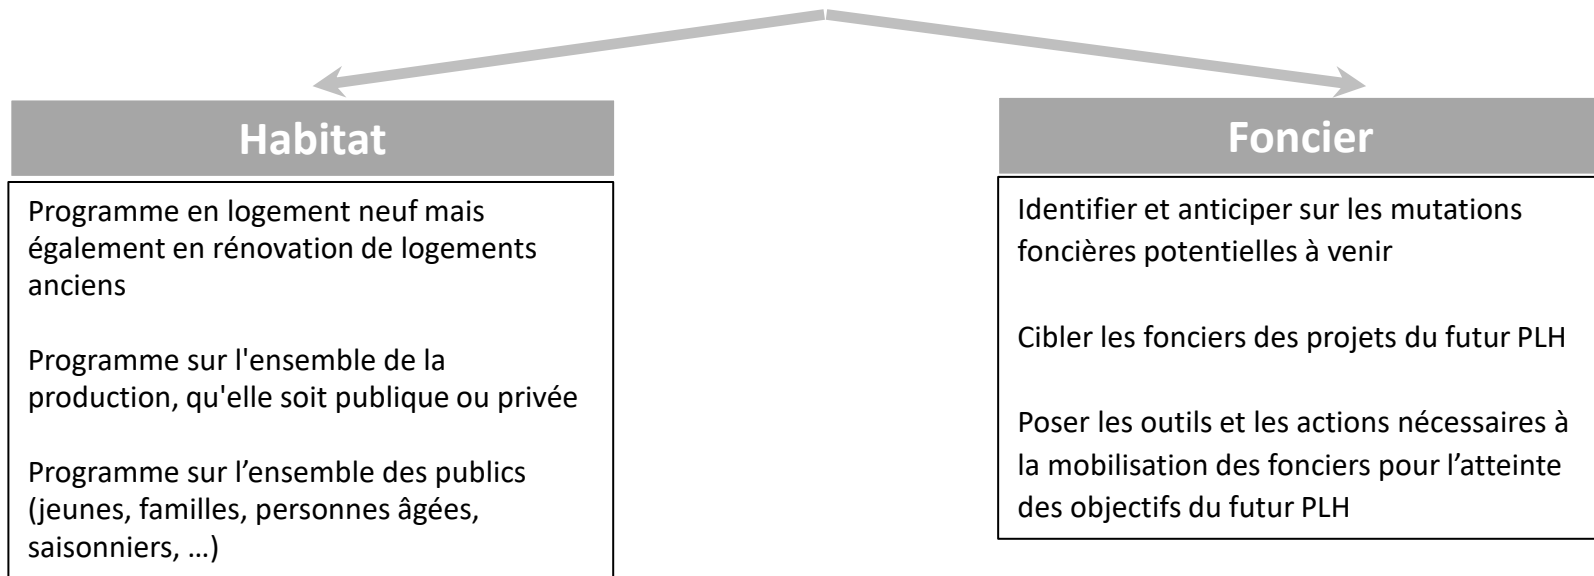 Habitat
Programme en logement neuf mais
également en rénovation de logements
anciens
Programme sur l'ensemble de la
production, qu'elle soit publique ou privée
Programme sur l’ensemble des publics
(jeunes, familles, personnes âgées,
saisonniers, …)
Foncier
Identifier et anticiper sur les mutations
foncières potentielles à venir
Cibler les fonciers des projets du futur PLH
Poser les outils et les actions nécessaires à
la mobilisation des fonciers pour l’atteinte
des objectifs du futur PLH